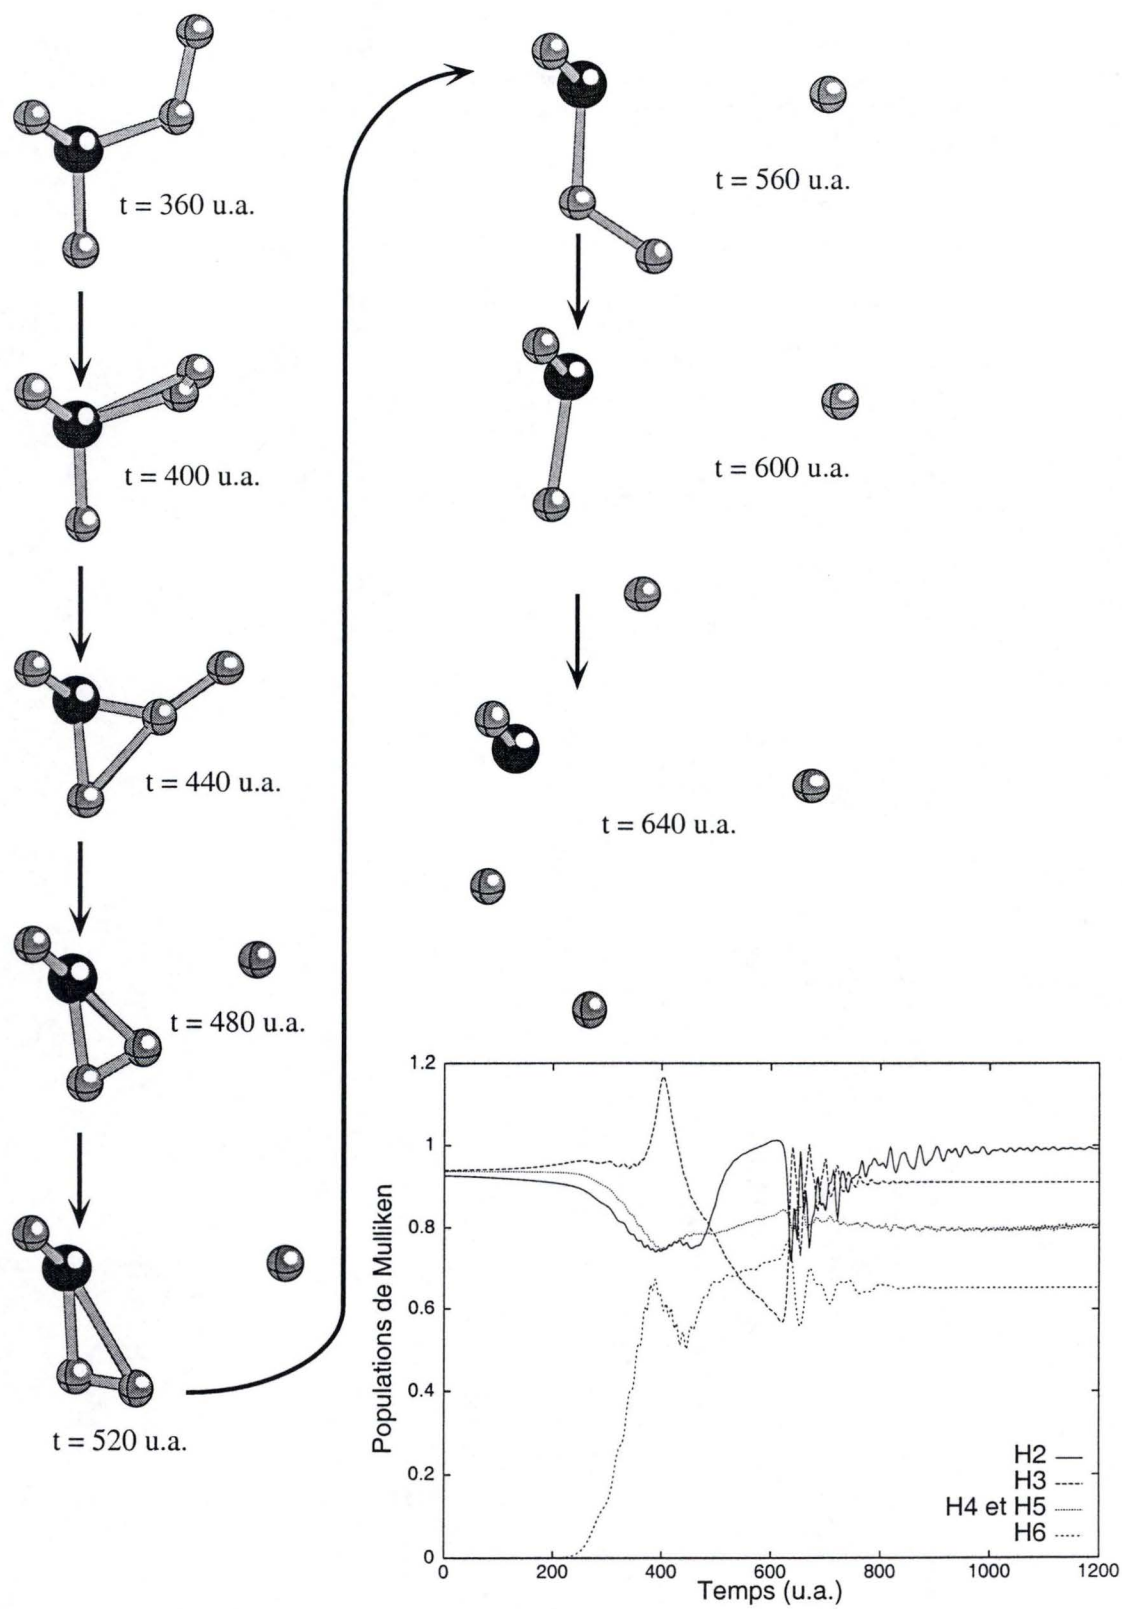 t = 360 u.a.
t = 400 u.a.
t = 440 u.a.
t = 480 u.a.
t = 520 u.a.
t = 560 u.a.
t = 600 u.a.
t = 640 u.a.
Populations de Mulliken
1.2
1
0.8
0.6
0.4
0.2
0
0
200
400
600
800
1000
1200
Temps (u.a.)
H2
H3
H4 et H5
H6